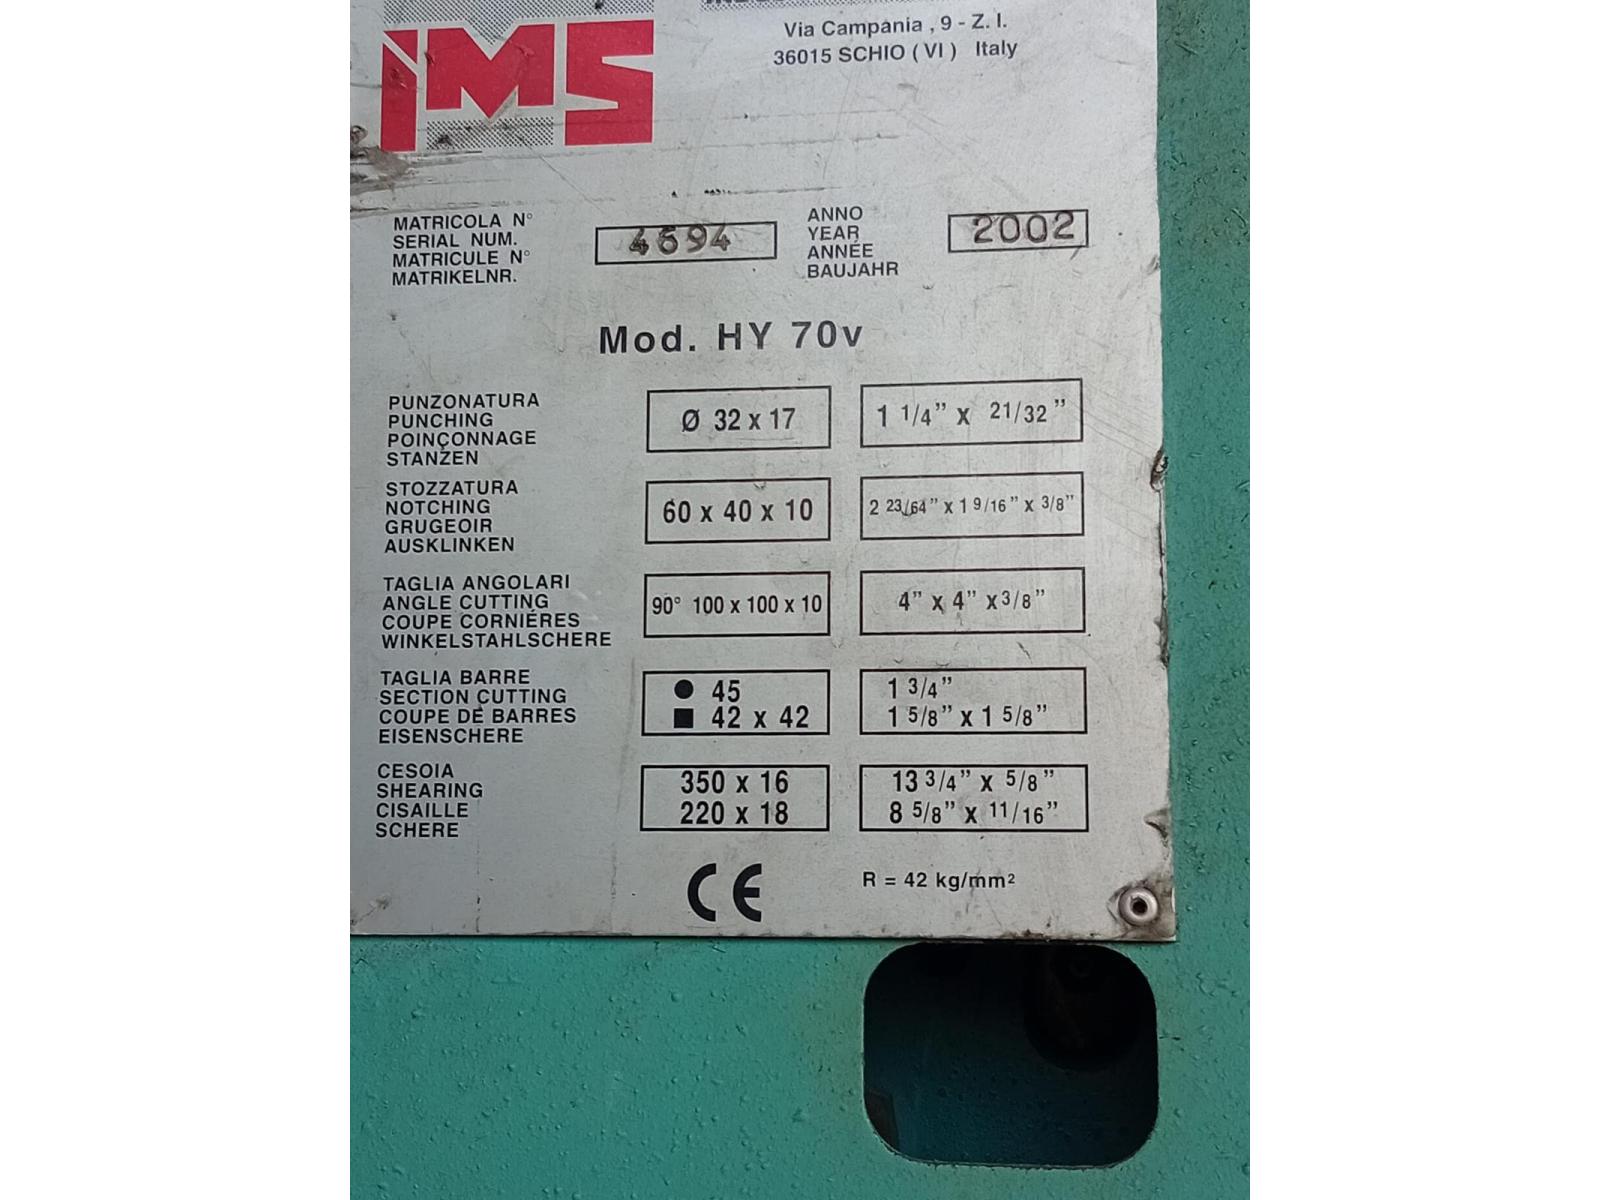 IMS
Via Campania , 9 - Z. I.
36015 SCHIO ( VI ) Italy
MATRICOLA N°
SERIAL NUM.
MATRICULE N°
MATRIKELNR.
4694
ANNO
YEAR
ANNÉE
BAUJAHR
2002
Mod. HY 70v
PUNZONATURA
PUNCHING
POINÇONNAGE
STANZEN
Ø 32 x 17
1 1/4” x 21/32 ”
STOZZATURA
NOTCHING
GRUGEOIR
AUSKLINKEN
60 x 40 x 10
2 23/64 ” x 1 9/16 ” x 3/8”
TAGLIA ANGOLARI
ANGLE CUTTING
COUPE CORNIÉRES
WINKELSTAHLSCHERE
90° 100 x 100 x 10
4” x 4” x 3/8”
TAGLIA BARRE
SECTION CUTTING
COUPE DE BARRES
EISENSCHERE
● 45
■ 42 x 42
1 3/4”
1 5/8” x 1 5/8”
CESOIA
SHEARING
CISAILLE
SCHERE
350 x 16
220 x 18
13 3/4” x 5/8”
8 5/8” x 11/16”
CE
R = 42 kg/mm²